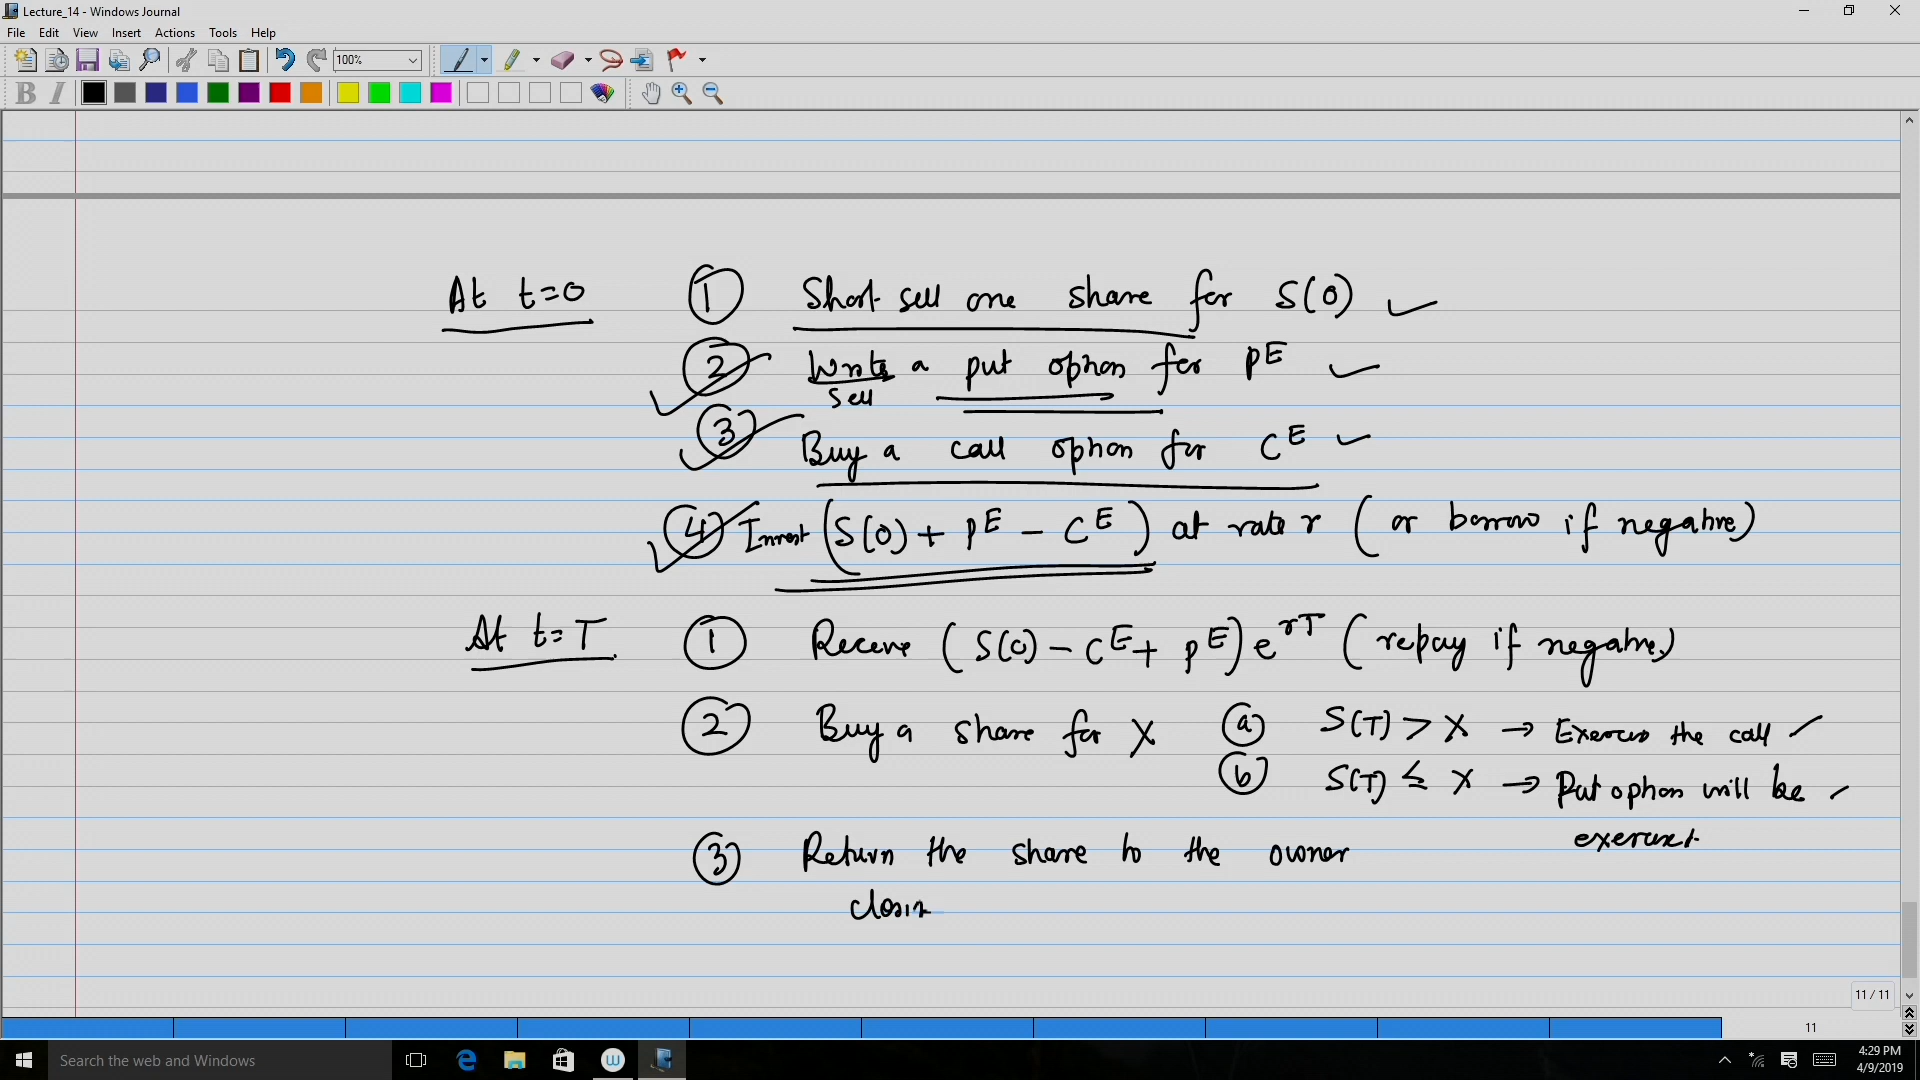 Lecture_14 - Windows Journal
File Edit View Insert Actions Tools Help
100%
B I
At t=0 ① Short sell one share for S(0) ✓
② Write a put option for P^E ✓
Sell
③ Buy a call option for C^E ✓
④ Invest (S(0) + P^E - C^E) at rate r (or borrow if negative)
At t=T ① Receive (S(0) - C^E + P^E) e^rT (repay if negative)
② Buy a share for X ⓐ S(T) > X → Exercise the call ✓
ⓑ S(T) ≤ X → Put option will be ✓
exercised
③ Return the share to the owner
closin
11 / 11
11
Search the web and Windows
4:29 PM
4/9/2019